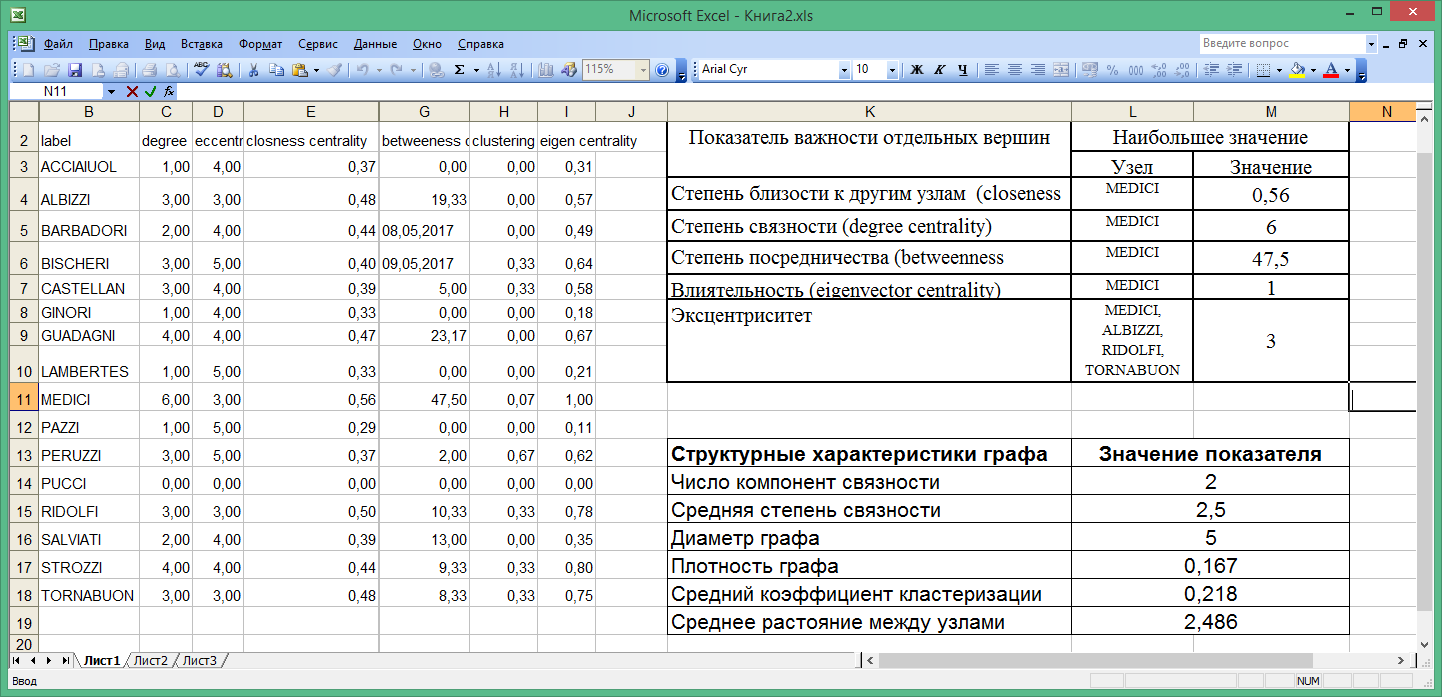 Microsoft Excel - Книга2.xls
Файл Правка Вид Вставка Формат Сервис Данные Окно Справка Введите вопрос
115% Arial Cyr 10 Ж К Ч
N11
B C D E G H I J K L M N
2 label degree eccentr closness centrality betweeness c clustering eigen centrality Показатель важности отдельных вершин Наибольшее значение
3 ACCIAIUOL 1,00 4,00 0,37 0,00 0,00 0,31 Узел Значение
4 ALBIZZI 3,00 3,00 0,48 19,33 0,00 0,57 Степень близости к другим узлам (closeness MEDICI 0,56
5 BARBADORI 2,00 4,00 0,44 08,05,2017 0,00 0,49 Степень связности (degree centrality) MEDICI 6
6 BISCHERI 3,00 5,00 0,40 09,05,2017 0,33 0,64 Степень посредничества (betweenness MEDICI 47,5
7 CASTELLAN 3,00 4,00 0,39 5,00 0,33 0,58 Влиятельность (eigenvector centrality) MEDICI 1
8 GINORI 1,00 4,00 0,33 0,00 0,00 0,18 Эксцентриситет MEDICI,
9 GUADAGNI 4,00 4,00 0,47 23,17 0,00 0,67 ALBIZZI, 3
RIDOLFI,
10 LAMBERTES 1,00 5,00 0,33 0,00 0,00 0,21 TORNABUON
11 MEDICI 6,00 3,00 0,56 47,50 0,07 1,00
12 PAZZI 1,00 5,00 0,29 0,00 0,00 0,11
13 PERUZZI 3,00 5,00 0,37 2,00 0,67 0,62 Структурные характеристики графа Значение показателя
14 PUCCI 0,00 0,00 0,00 0,00 0,00 0,00 Число компонент связности 2
15 RIDOLFI 3,00 3,00 0,50 10,33 0,33 0,78 Средняя степень связности 2,5
16 SALVIATI 2,00 4,00 0,39 13,00 0,00 0,35 Диаметр графа 5
17 STROZZI 4,00 4,00 0,44 9,33 0,33 0,80 Плотность графа 0,167
18 TORNABUON 3,00 3,00 0,48 8,33 0,33 0,75 Средний коэффициент кластеризации 0,218
19 Среднее растояние между узлами 2,486
20
Лист1 Лист2 Лист3
Ввод NUM